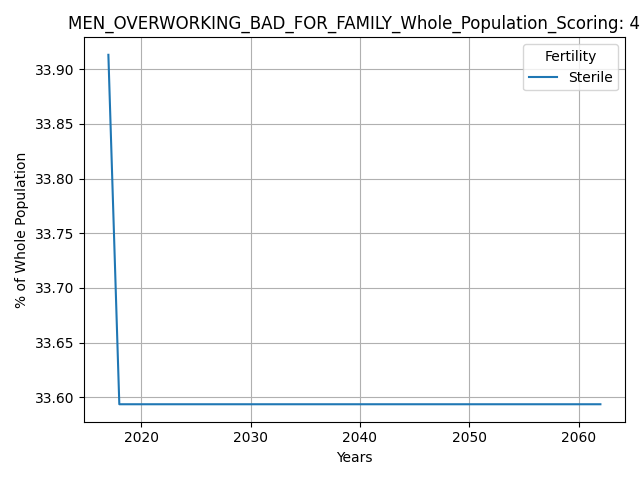 MEN_OVERWORKING_BAD_FOR_FAMILY_Whole_Population_Scoring: 4
Fertility
Sterile
% of Whole Population
33.90
33.85
33.80
33.75
33.70
33.65
33.60
2020 2030 2040 2050 2060
Years